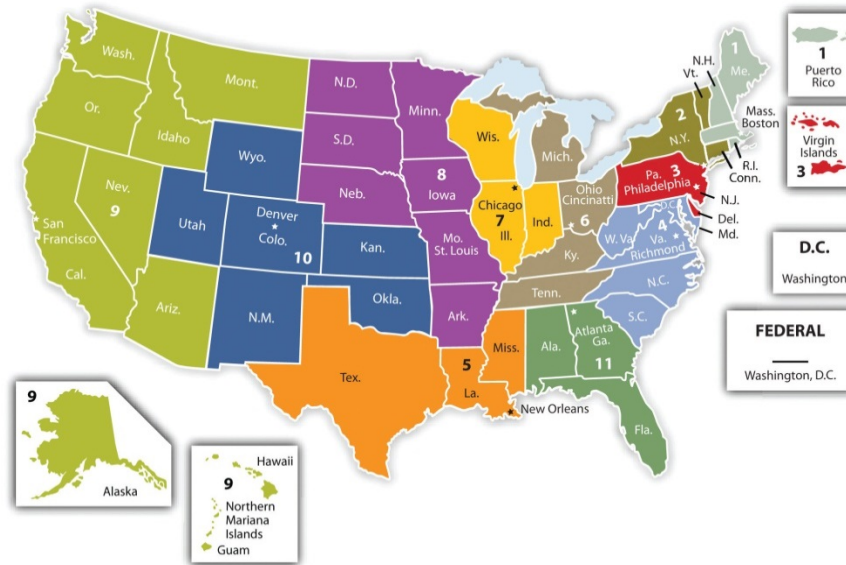 Wash.
Or.
Idaho
Mont.
Wyo.
Nev.
9
San
Francisco
Cal.
Utah
Denver
Colo.
10
Ariz.
N.M.
N.D.
S.D.
Neb.
Kan.
Okla.
Tex.
Minn.
8
Iowa
Mo.
St. Louis
Ark.
5
La.
New Orleans
Miss.
Wis.
Chicago
7
Ill.
Ind.
Mich.
Ohio
Cincinatti
6
Ky.
Tenn.
Ala.
Atlanta
Ga.
11
Fla.
S.C.
N.C.
W. Va.
4
Va.
Richmond
D.C.
Pa.
3
Philadelphia
2
N.Y.
Vt.
N.H.
1
Me.
Mass.
Boston
R.I.
Conn.
N.J.
Del.
Md.
1
Puerto
Rico
Virgin
Islands
3
D.C.
Washington
FEDERAL
Washington, D.C.
9
Alaska
Hawaii
9
Northern
Mariana
Islands
Guam